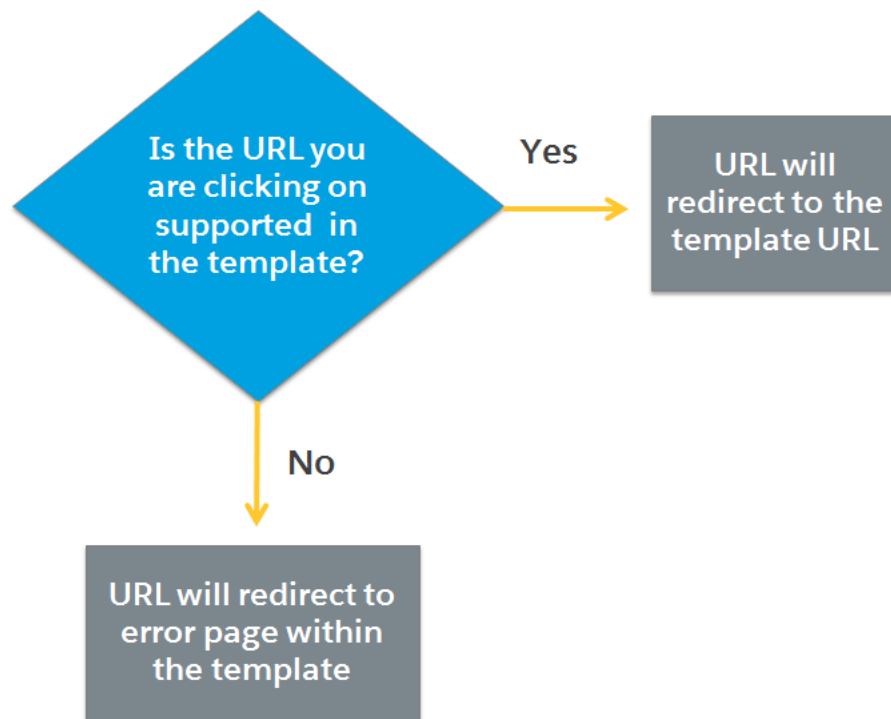 Is the URL you
are clicking on
supported in
the template?
Yes
URL will
redirect to the
template URL
No
URL will redirect to
error page within
the template